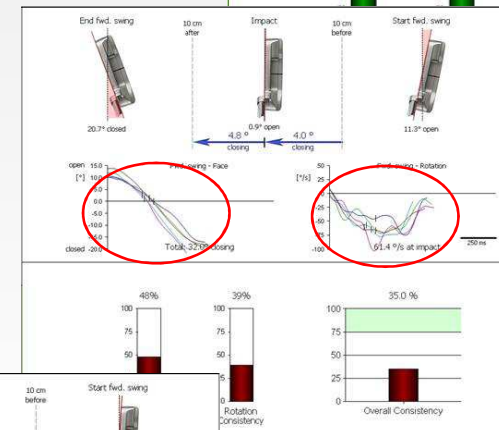 End fwd. swing
10 cm
after
Impact
10 cm
before
Start fwd. swing
20.7° closed
0.9° open
11.3° open
4.8 ° 4.0 °
closing closing
open 15.0
[°] 10.0
5.0
0.0
-5.0
-10.0
-15.0
closed -20.0
Fwd. swing - Face
Total: 32.0° closing
50
[°/s] 25
0
-25
-50
-75
-100
Fwd. swing - Rotation
61.4 °/s at impact
250 ms
48% 39% 35.0 %
100 100 100
75 75
50 50 50
25
0
Rotation
Consistency
Overall Consistency
10 cm
before
Start fwd. swing